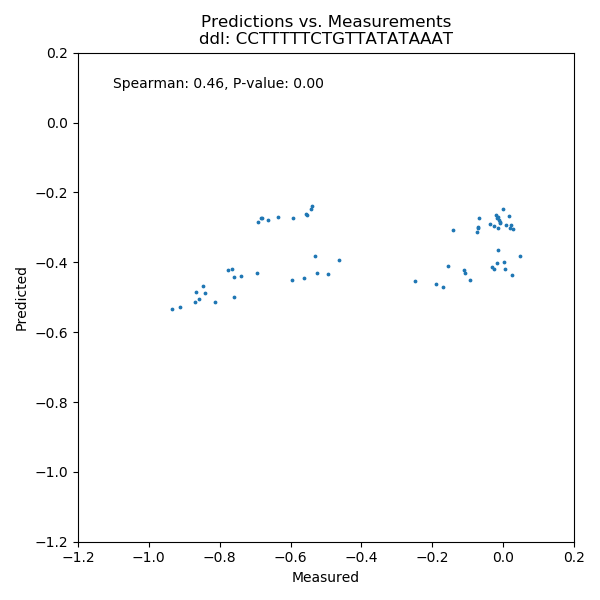 Predictions vs. Measurements
ddl: CCTTTTTCTGTTATATAAAT
0.2
Spearman: 0.46, P-value: 0.00
0.0
−0.2
−0.4
−0.6
−0.8
−1.0
−1.2
Predicted
−1.2 −1.0 −0.8 −0.6 −0.4 −0.2 0.0 0.2
Measured